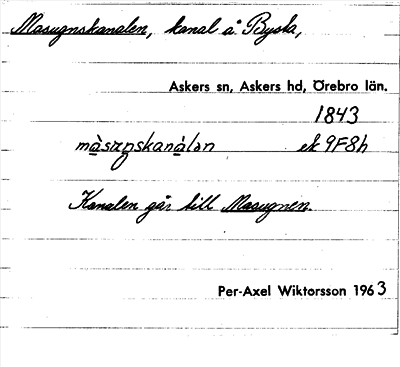 Masugnskanalen, kanal å Byska,
Askers sn, Askers hd, Örebro län.
1843
ek 9F8h
Kanalen går till Masugnen.
Per-Axel Wiktorsson 1963